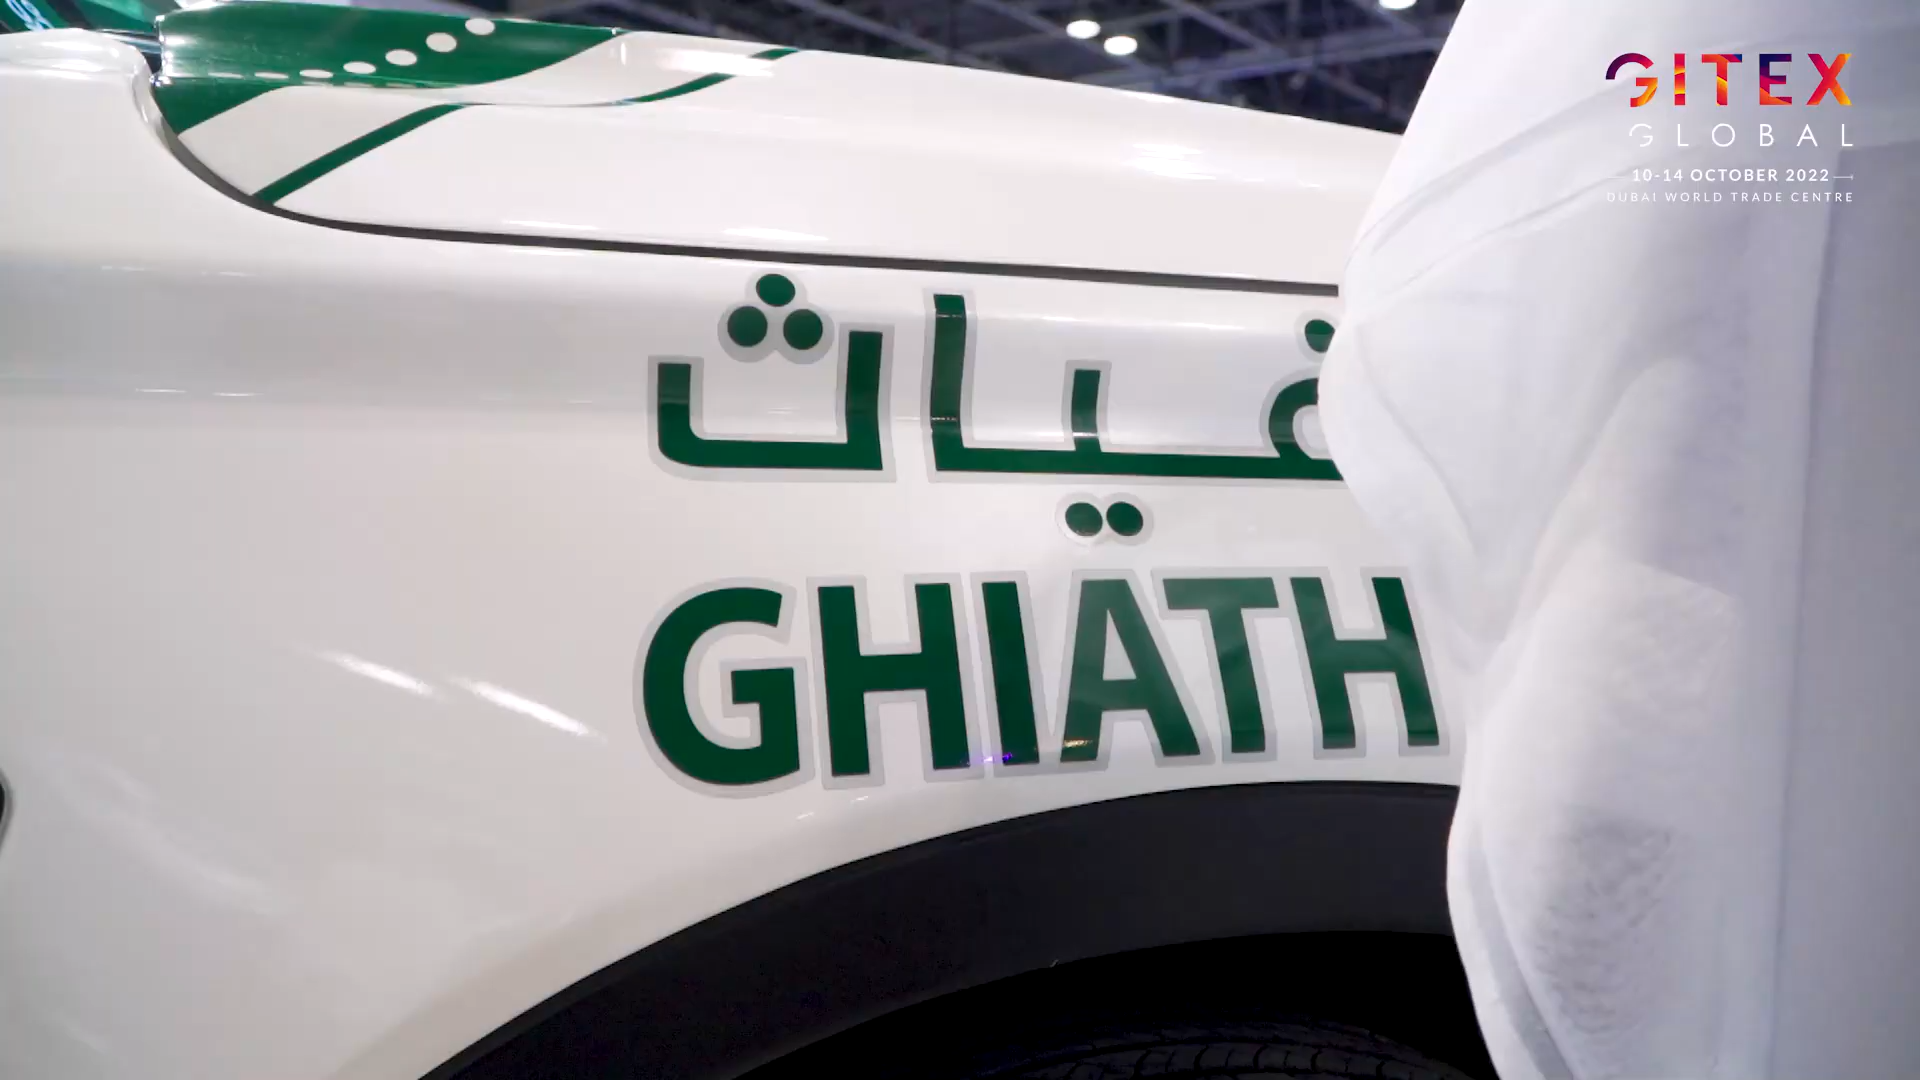 GITEX
GLOBAL
10-14 OCTOBER 2022
DUBAI WORLD TRADE CENTRE
غياث
GHIATH